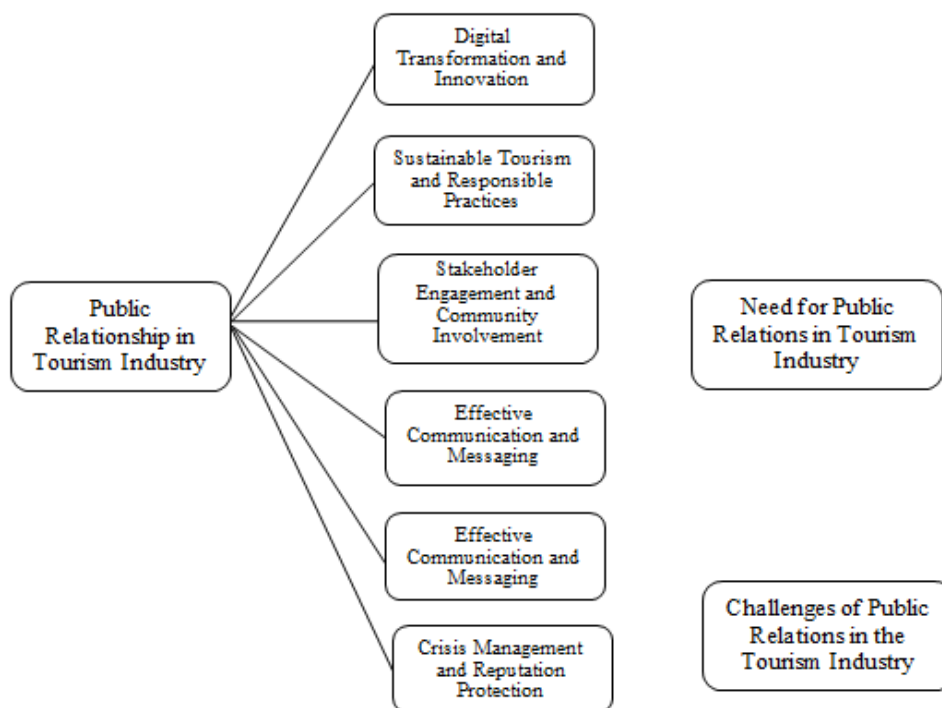 Digital
Transformation and
Innovation
Sustainable Tourism
and Responsible
Practices
Stakeholder
Engagement and
Community
Involvement
Public
Relationship in
Tourism Industry
Need for Public
Relations in Tourism
Industry
Effective
Communication and
Messaging
Effective
Communication and
Messaging
Crisis Management
and Reputation
Protection
Challenges of Public
Relations in the
Tourism Industry